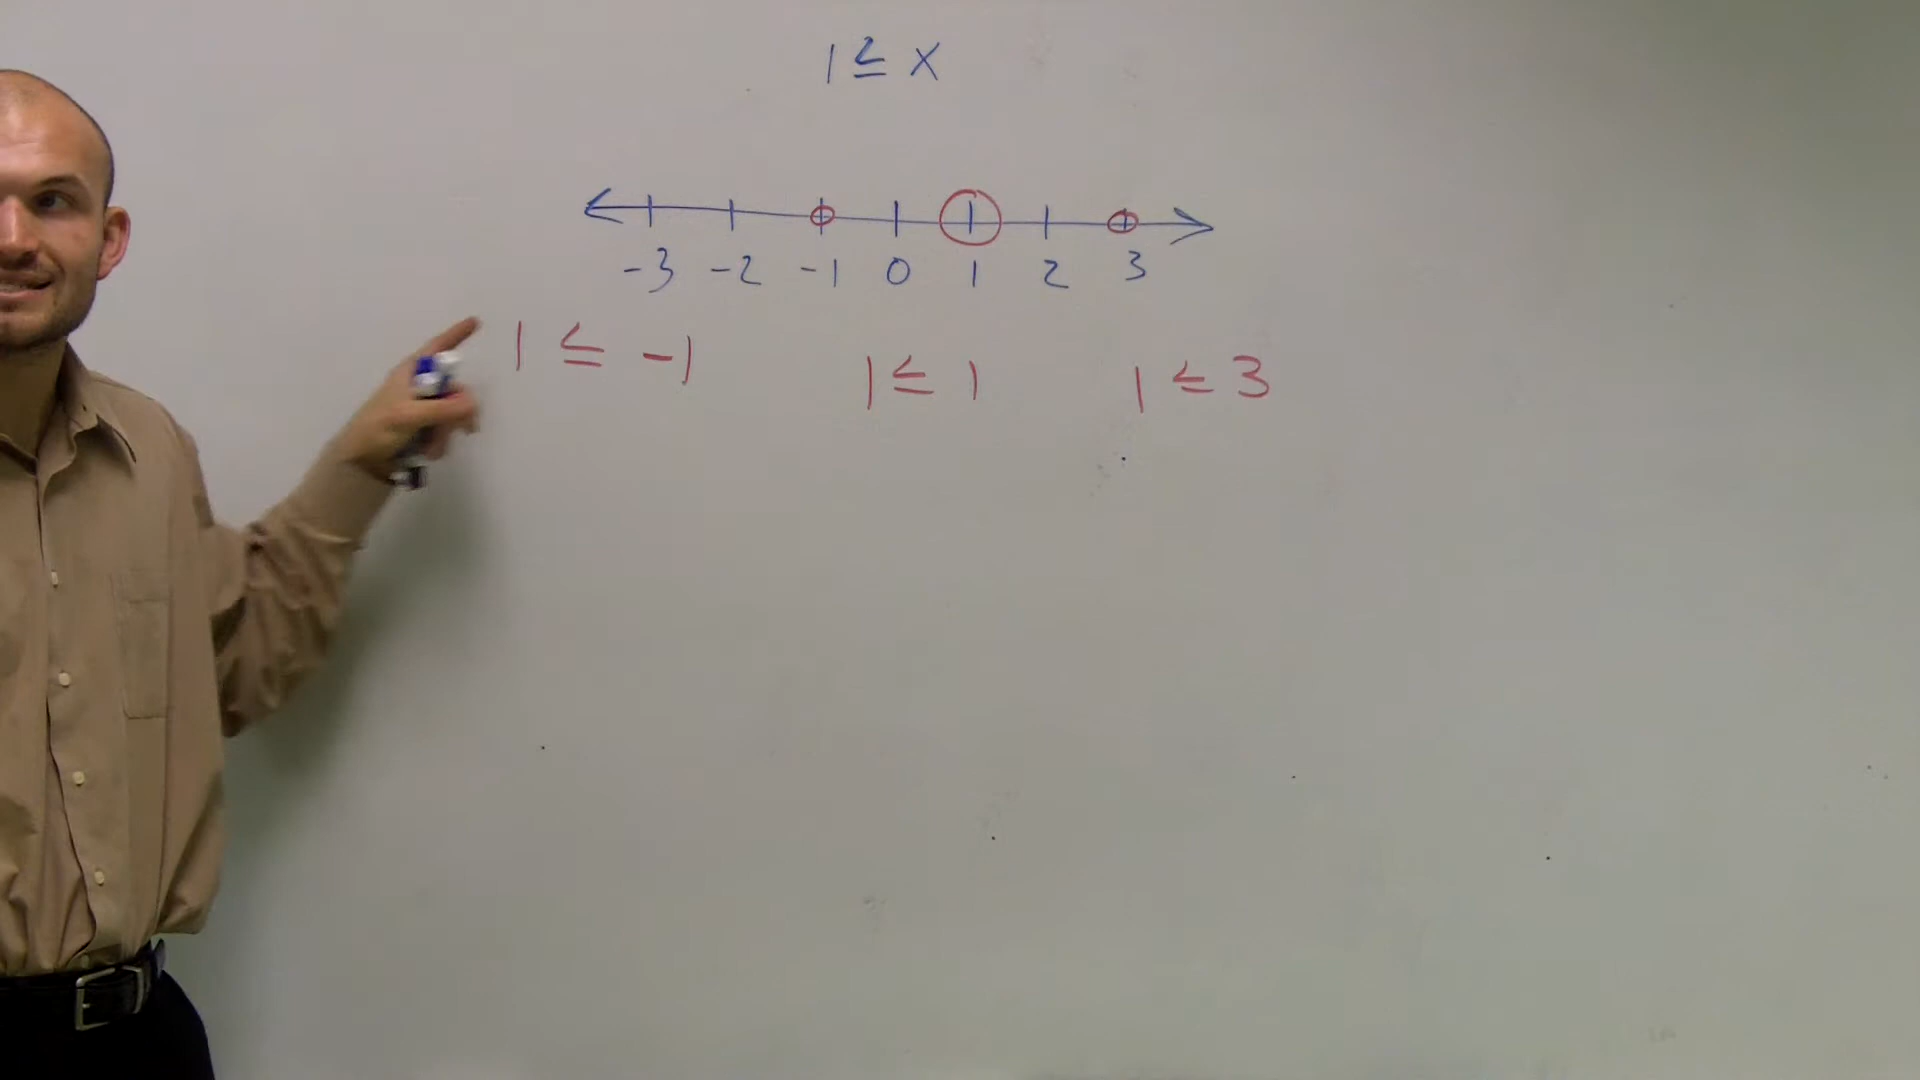 1 ≤ x
-3 -2 -1 0 1 2 3
1 ≤ -1 1 ≤ 1 1 ≤ 3